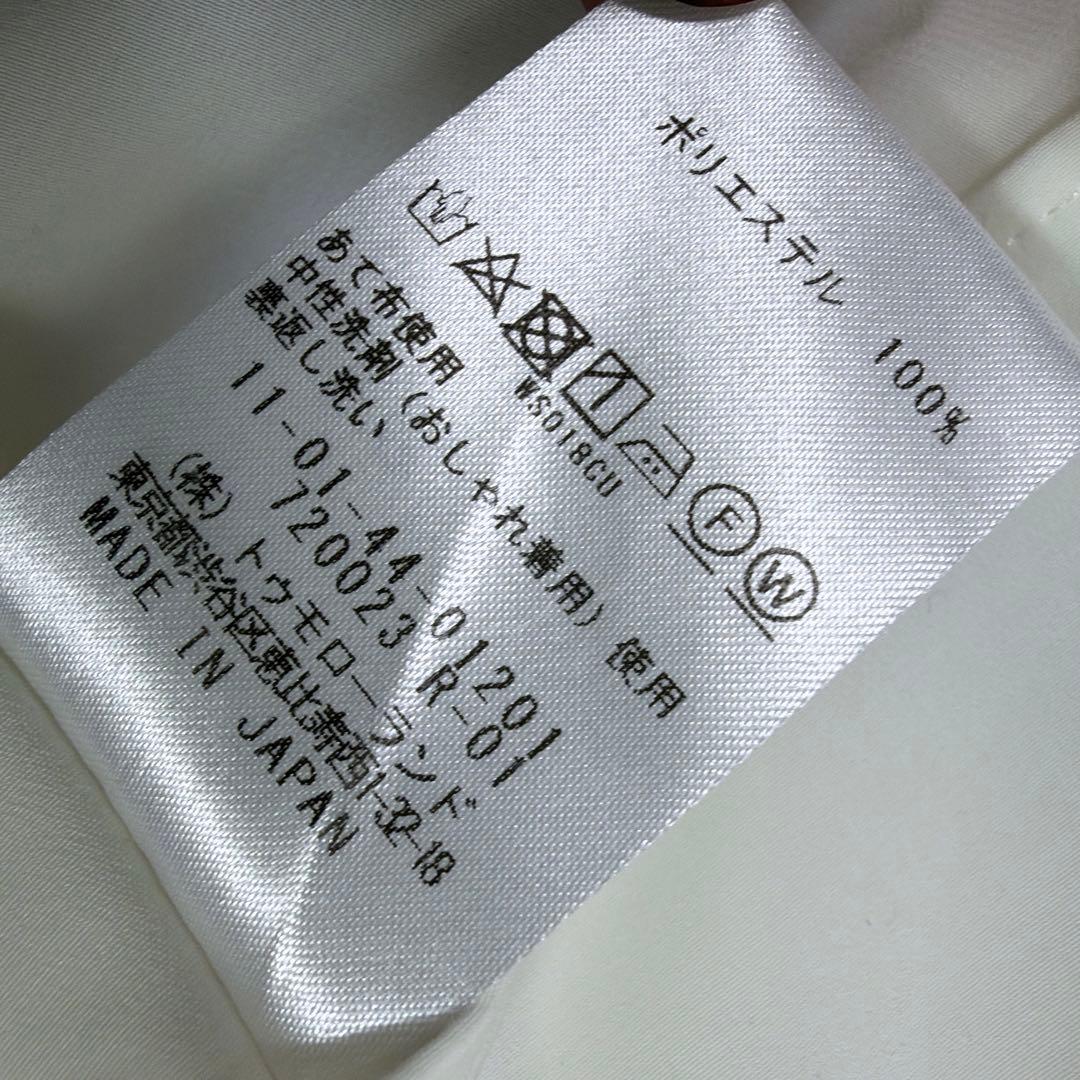 ポリエステル 100%
F W
WS018CU
あて布使用
中性洗剤(おしゃれ着用)使用
裏返し洗い
11-01-44-01201
720023 R-01
(株)トゥモローランド
東京都渋谷区恵比寿西1-32-18
MADE IN JAPAN